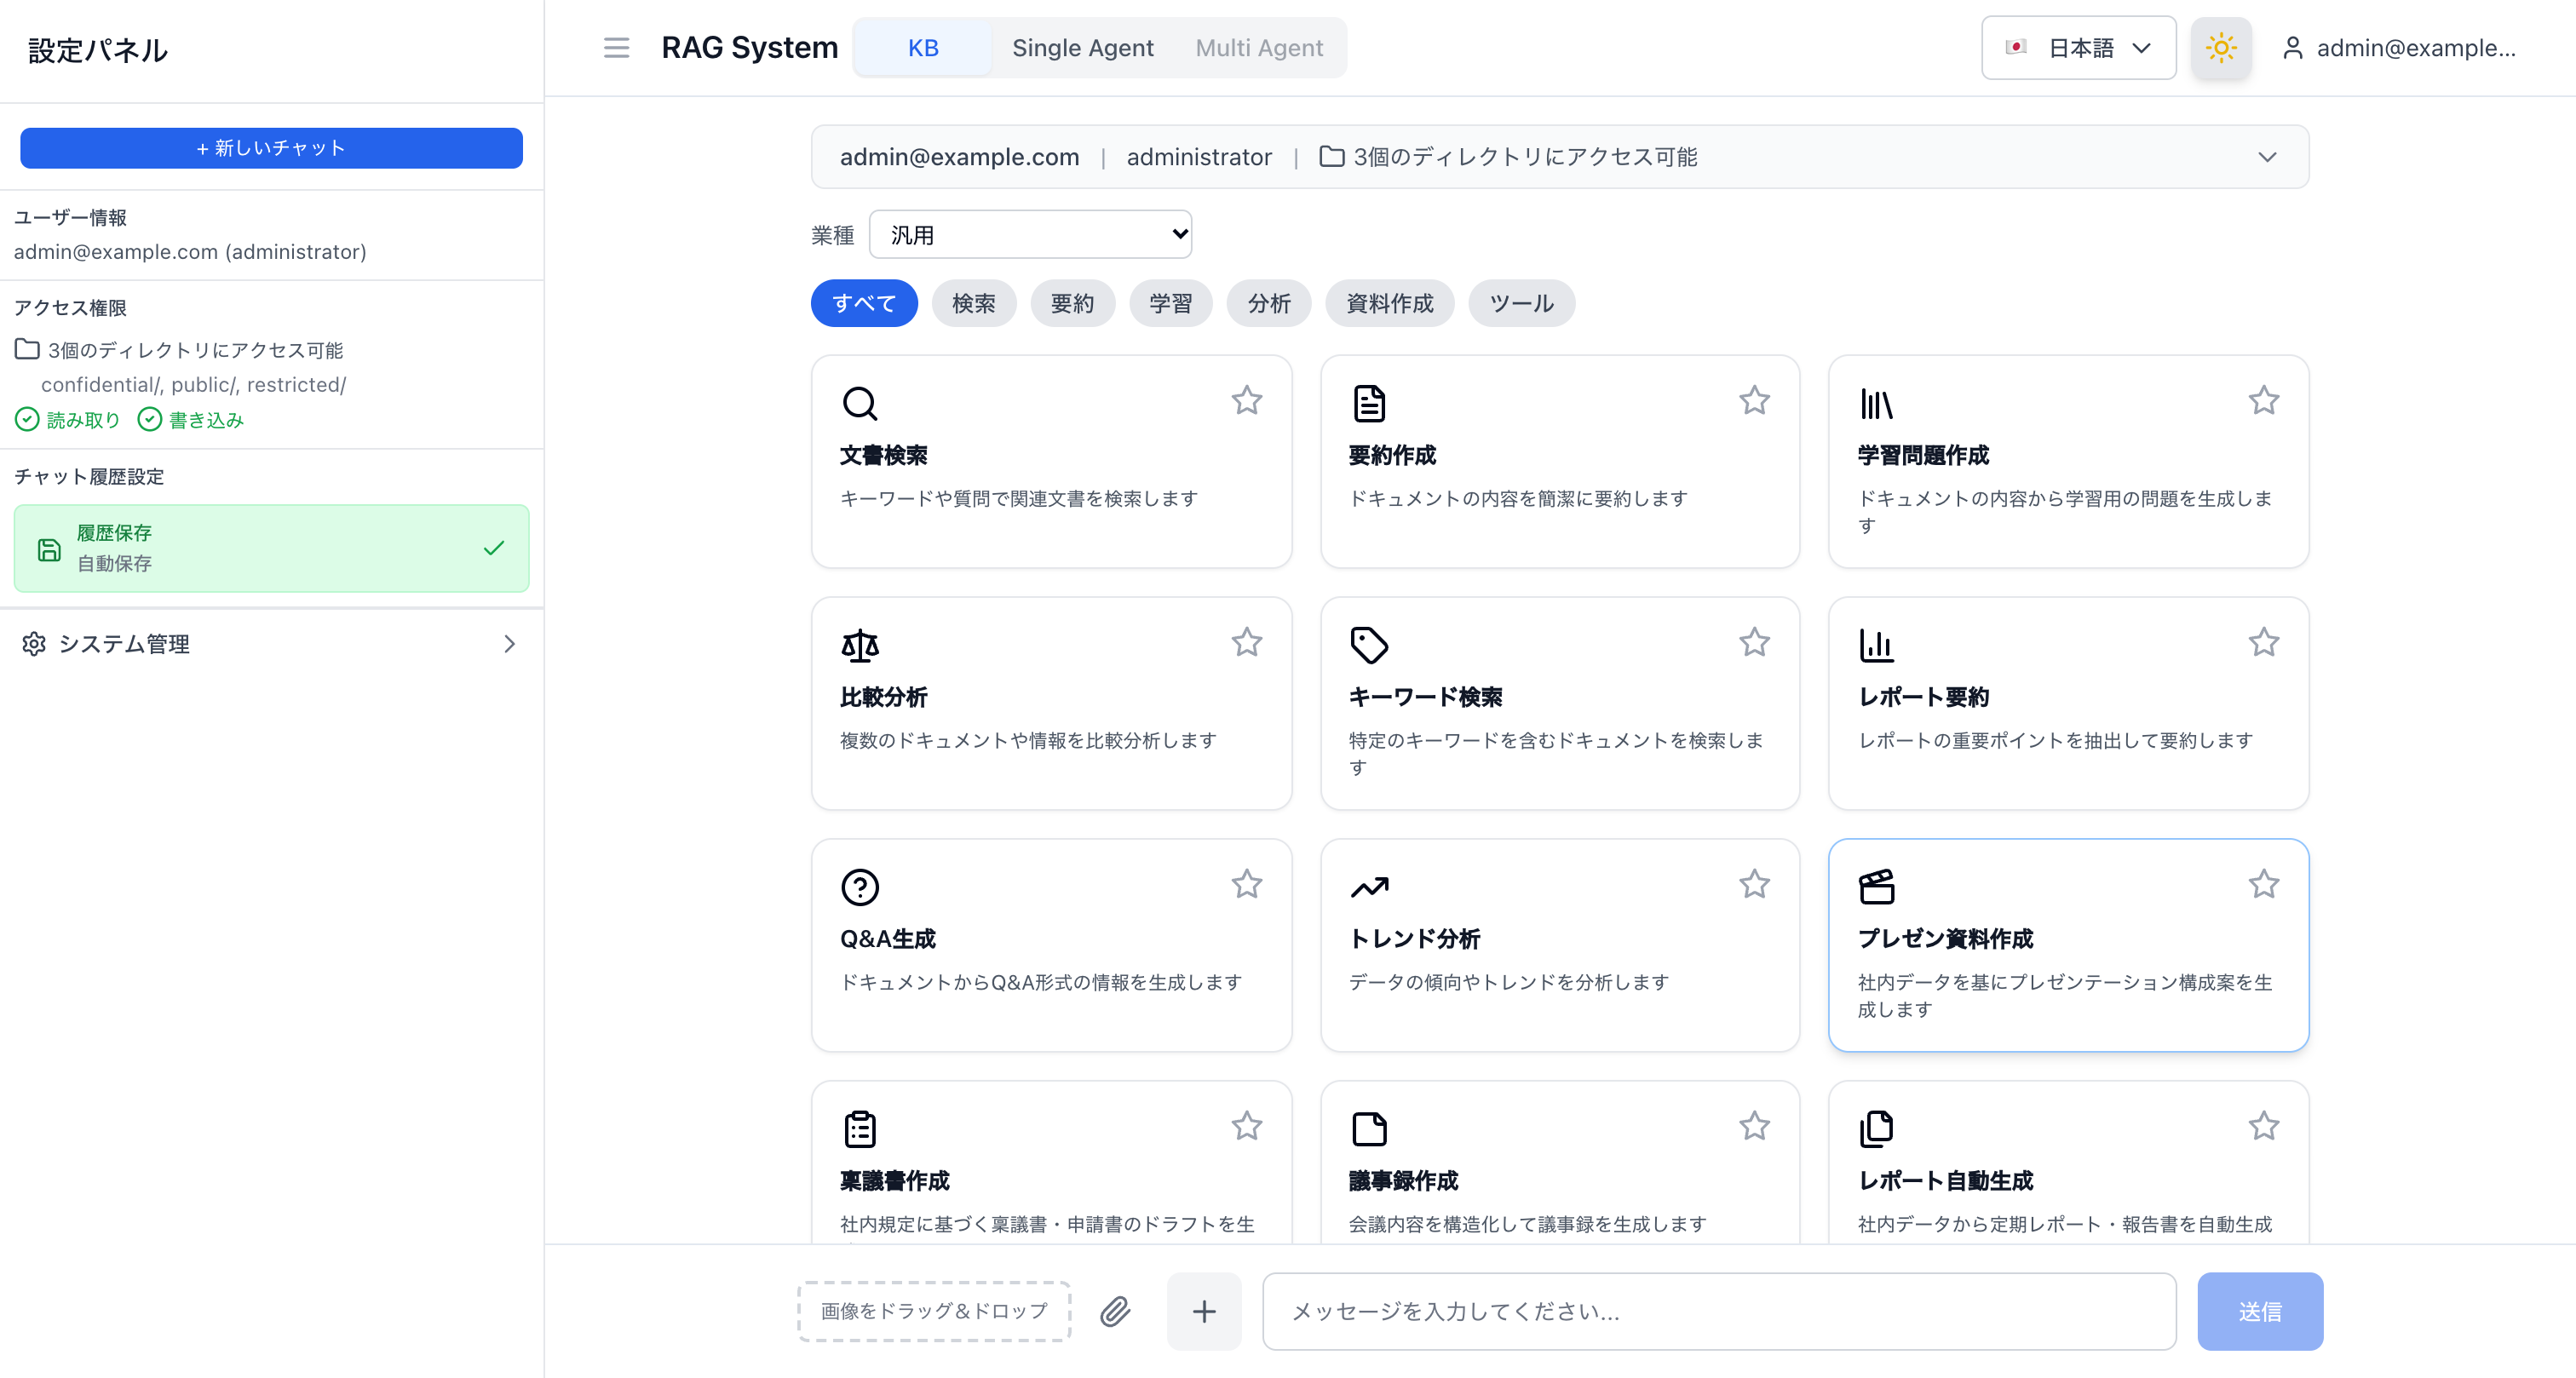 設定パネル
+ 新しいチャット
ユーザー情報
admin@example.com (administrator)
アクセス権限
3個のディレクトリにアクセス可能
confidential/, public/, restricted/
読み取り 書き込み
チャット履歴設定
履歴保存
自動保存
システム管理
RAG System KB Single Agent Multi Agent
日本語
admin@example...
admin@example.com | administrator | 3個のディレクトリにアクセス可能
業種 汎用
すべて 検索 要約 学習 分析 資料作成 ツール
文書検索
キーワードや質問で関連文書を検索します
要約作成
ドキュメントの内容を簡潔に要約します
学習問題作成
ドキュメントの内容から学習用の問題を生成しま
す
比較分析
複数のドキュメントや情報を比較分析します
キーワード検索
特定のキーワードを含むドキュメントを検索しま
す
レポート要約
レポートの重要ポイントを抽出して要約します
Q&A生成
ドキュメントからQ&A形式の情報を生成します
トレンド分析
データの傾向やトレンドを分析します
プレゼン資料作成
社内データを基にプレゼンテーション構成案を生
成します
稟議書作成
社内規定に基づく稟議書・申請書のドラフトを生
議事録作成
会議内容を構造化して議事録を生成します
レポート自動生成
社内データから定期レポート・報告書を自動生成
画像をドラッグ&ドロップ
メッセージを入力してください...
送信